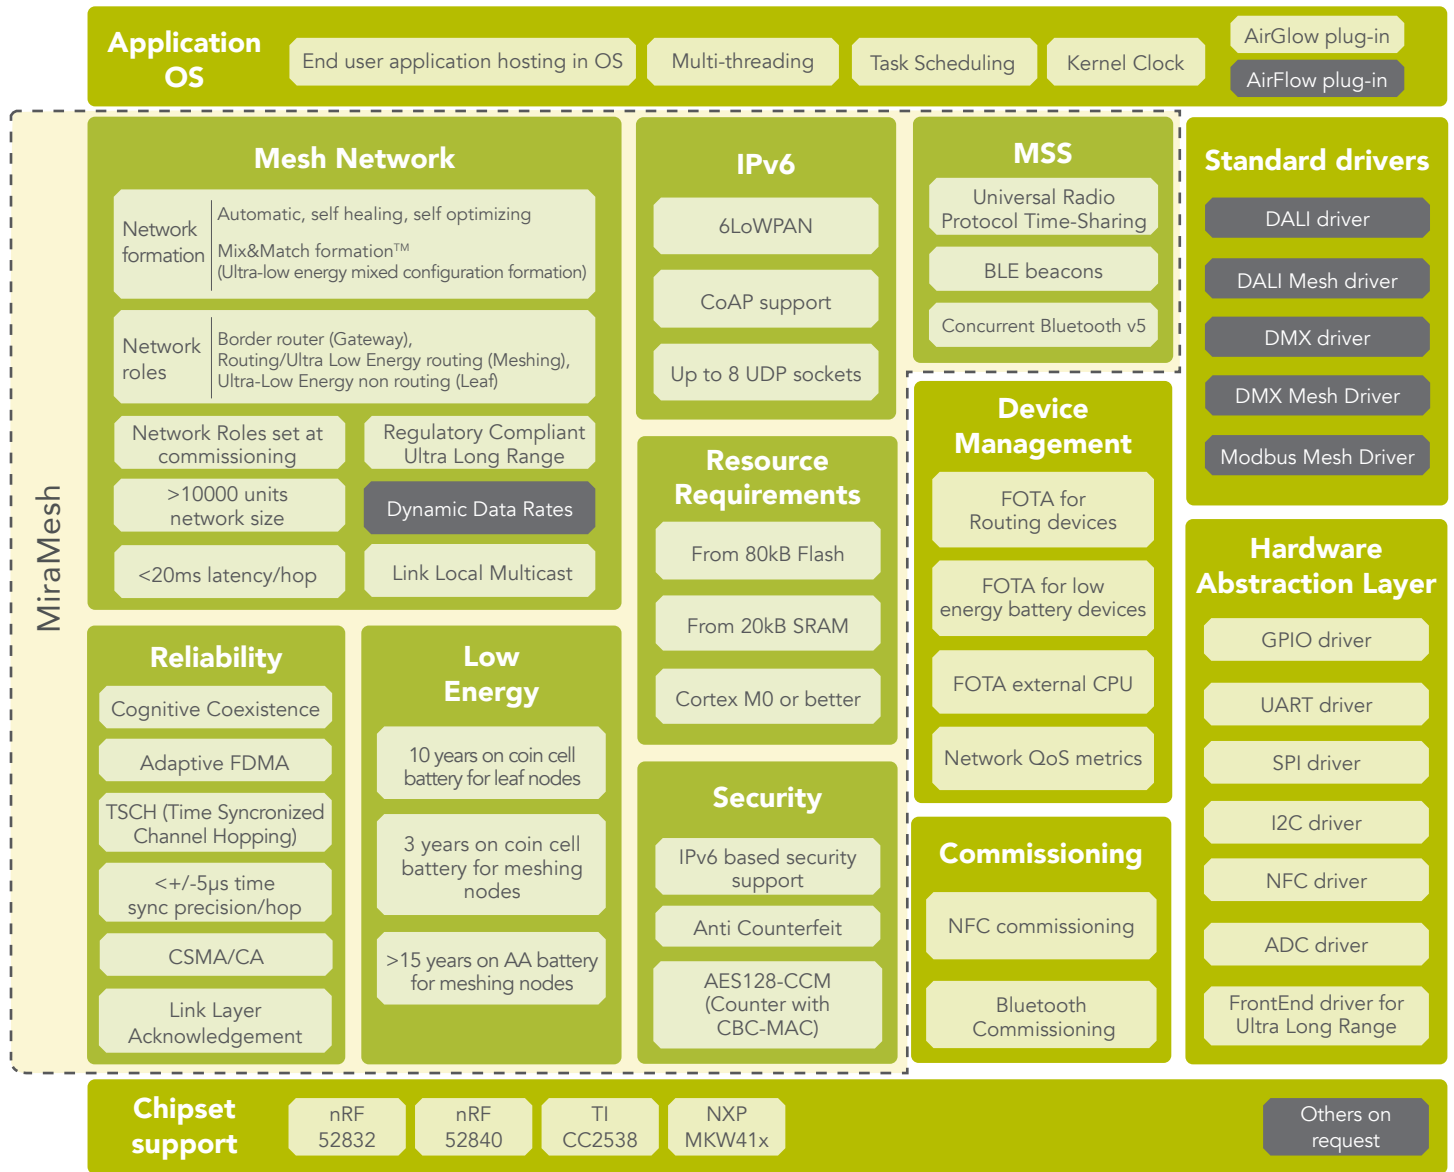 Application
OS
End user application hosting in OS
Multi-threading
Task Scheduling
Kernel Clock
AirGlow plug-in
AirFlow plug-in
MiraMesh
Mesh Network
Network
formation
Automatic, self healing, self optimizing
Mix&Match formation™
(Ultra-low energy mixed configuration formation)
Network
roles
Border router (Gateway),
Routing/Ultra Low Energy routing (Meshing),
Ultra-Low Energy non routing (Leaf)
Network Roles set at
commissioning
Regulatory Compliant
Ultra Long Range
>10000 units
network size
Dynamic Data Rates
<20ms latency/hop
Link Local Multicast
IPv6
6LoWPAN
CoAP support
Up to 8 UDP sockets
MSS
Universal Radio
Protocol Time-Sharing
BLE beacons
Concurrent Bluetooth v5
Standard drivers
DALI driver
DALI Mesh driver
DMX driver
DMX Mesh Driver
Modbus Mesh Driver
Resource
Requirements
From 80kB Flash
From 20kB SRAM
Cortex M0 or better
Device
Management
FOTA for
Routing devices
FOTA for low
energy battery devices
FOTA external CPU
Network QoS metrics
Hardware
Abstraction Layer
GPIO driver
UART driver
SPI driver
I2C driver
NFC driver
ADC driver
FrontEnd driver for
Ultra Long Range
Reliability
Cognitive Coexistence
Adaptive FDMA
TSCH (Time Syncronized
Channel Hopping)
<+/-5µs time
sync precision/hop
CSMA/CA
Link Layer
Acknowledgement
Low
Energy
10 years on coin cell
battery for leaf nodes
3 years on coin cell
battery for meshing
nodes
>15 years on AA battery
for meshing nodes
Security
IPv6 based security
support
Anti Counterfeit
AES128-CCM
(Counter with
CBC-MAC)
Commissioning
NFC commissioning
Bluetooth
Commissioning
Chipset
support
nRF
52832
nRF
52840
TI
CC2538
NXP
MKW41x
Others on
request